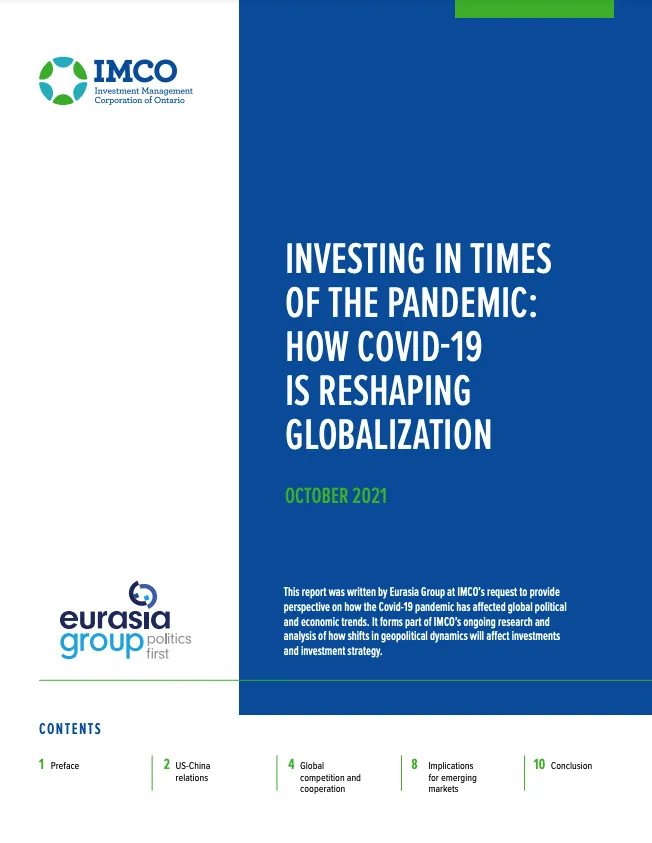 IMCO
Investment Management
Corporation of Ontario
INVESTING IN TIMES
OF THE PANDEMIC:
HOW COVID-19
IS RESHAPING
GLOBALIZATION
OCTOBER 2021
This report was written by Eurasia Group at IMCO's request to provide
perspective on how the Covid-19 pandemic has affected global political
and economic trends. It forms part of IMCO's ongoing research and
analysis of how shifts in geopolitical dynamics will affect investments
and investment strategy.
eurasia
group politics
first
CONTENTS
1 Preface
2 US-China
relations
4 Global
competition and
cooperation
8 Implications
for emerging
markets
10 Conclusion